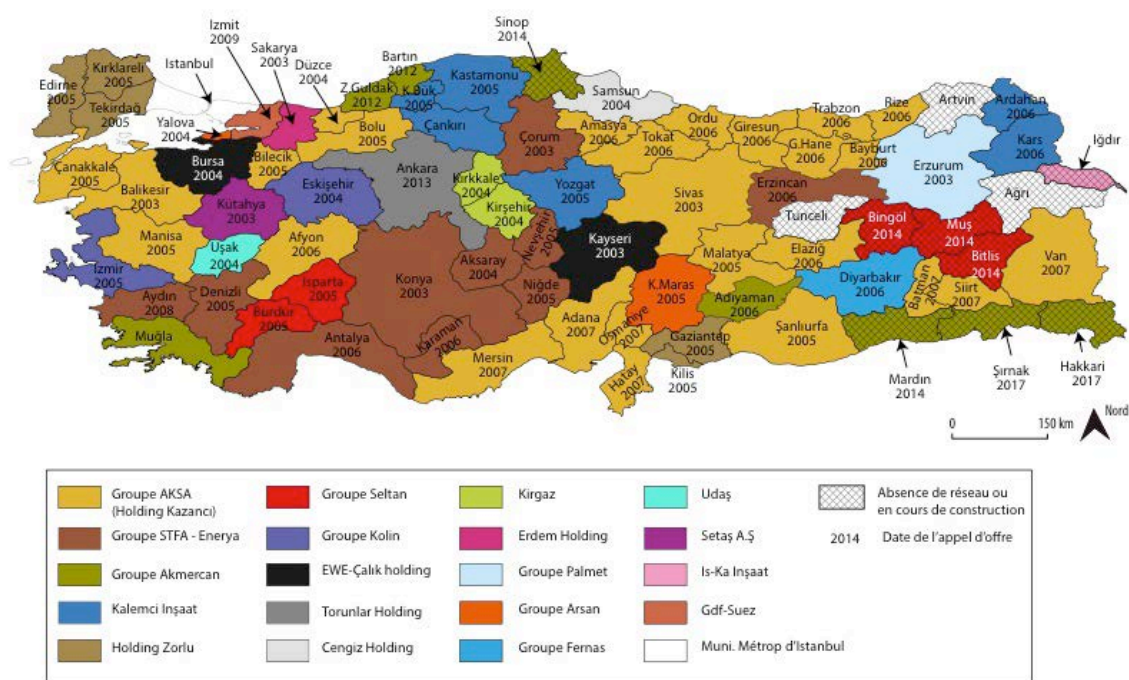 Sinop
2014
Izmit
2009
Sakarya
2003
Istanbul
Düzce
2004
Bartın
2012
Kastamonu
2005
Z.Guldak
2012
K.Bük
2005
Samsun
2004
Kırklareli
2005
Edirne
2005
Tekirdağ
2005
Yalova
2004
Bolu
2005
Çankırı
Çorum
2003
Amasya
2006
Tokat
2006
Ordu
2006
Giresun
2006
Trabzon
2006
Rize
2006
Artvin
Ardahan
2006
Kars
2006
Iğdır
G.Hane
2006
Bayburt
2006
Erzurum
2003
Ağrı
Çanakkale
2005
Bursa
2004
Bilecik
2005
Balıkesir
2003
Eskişehir
2004
Ankara
2013
Kırıkkale
2004
Kırşehir
2004
Yozgat
2005
Sivas
2003
Erzincan
2006
Tunceli
Bingöl
2014
Muş
2014
Bitlis
2014
Kütahya
2003
Manisa
2005
Uşak
2004
Afyon
2006
Izmir
2005
Aydın
2008
Denizli
2005
Isparta
2005
Burdur
2005
Konya
2003
Aksaray
2004
Nevşehir
2005
Niğde
2005
Kayseri
2003
Malatya
2005
Elazığ
2006
Diyarbakır
2006
Batman
Siirt
2007
Van
2007
K.Maras
2005
Adıyaman
2006
Muğla
Antalya
2006
Karaman
2006
Mersin
2007
Adana
2007
Osmaniye
2007
Hatay
2007
Gaziantep
2005
Kilis
2005
Şanlıurfa
2005
Mardın
2014
Şırnak
2017
Hakkari
2017
Nord
0 150 km
Groupe AKSA
(Holding Kazancı)
Groupe STFA - Enerya
Groupe Akmercan
Kalemci Inşaat
Holding Zorlu
Groupe Seltan
Groupe Kolin
EWE-Çalık holding
Torunlar Holding
Cengiz Holding
Kirgaz
Erdem Holding
Groupe Palmet
Groupe Arsan
Groupe Fernas
Udaş
Setaş A.Ş
Is-Ka Inşaat
Gdf-Suez
Muni. Métrop d'Istanbul
Absence de réseau ou
en cours de construction
2014 Date de l'appel d'offre